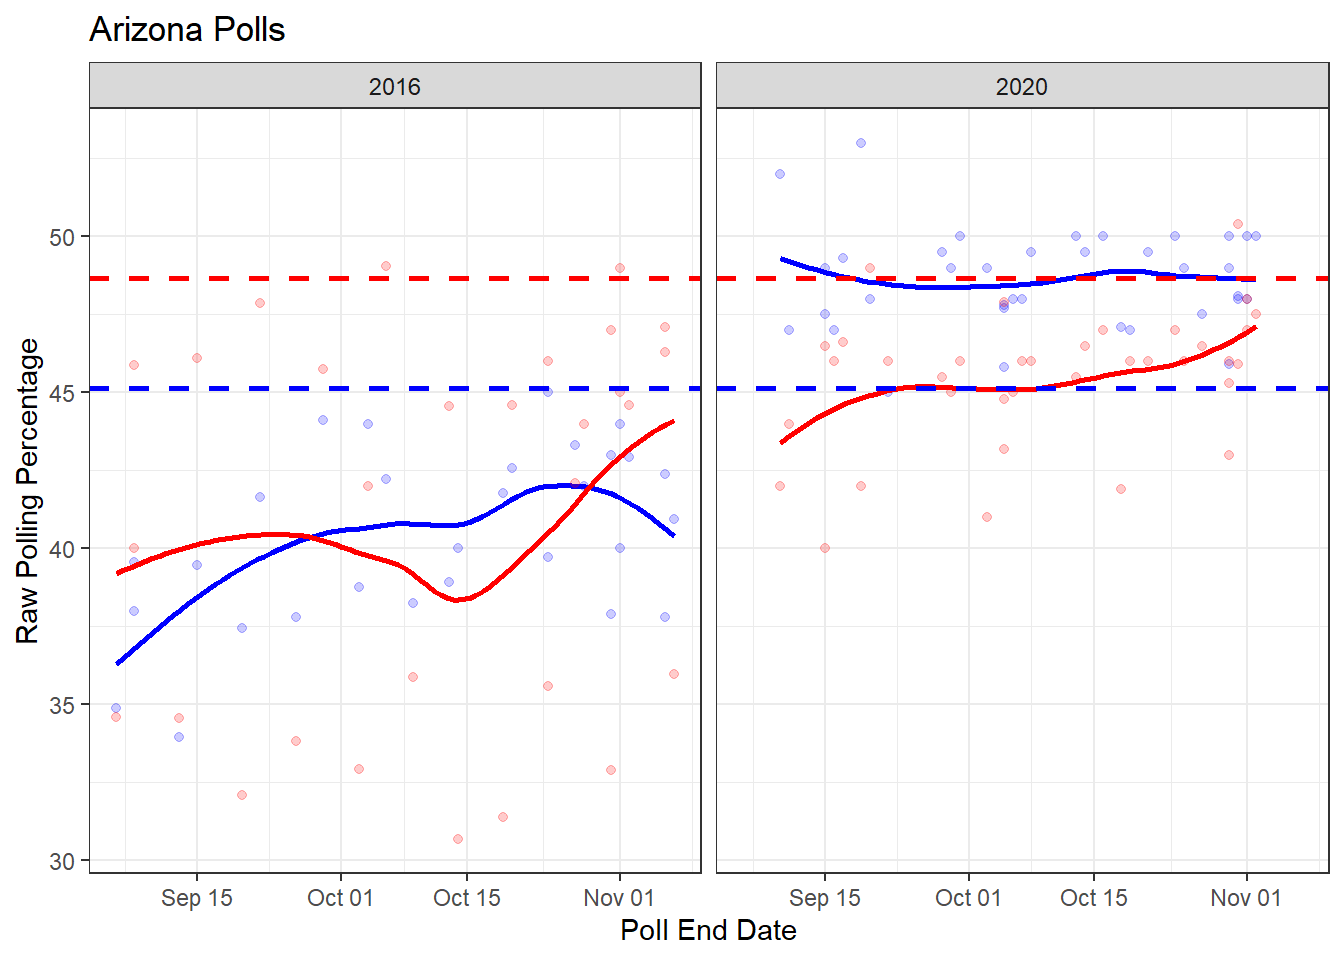 Arizona Polls
2016
2020
Raw Polling Percentage
50
45
40
35
30
Sep 15
Oct 01
Oct 15
Nov 01
Sep 15
Oct 01
Oct 15
Nov 01
Poll End Date